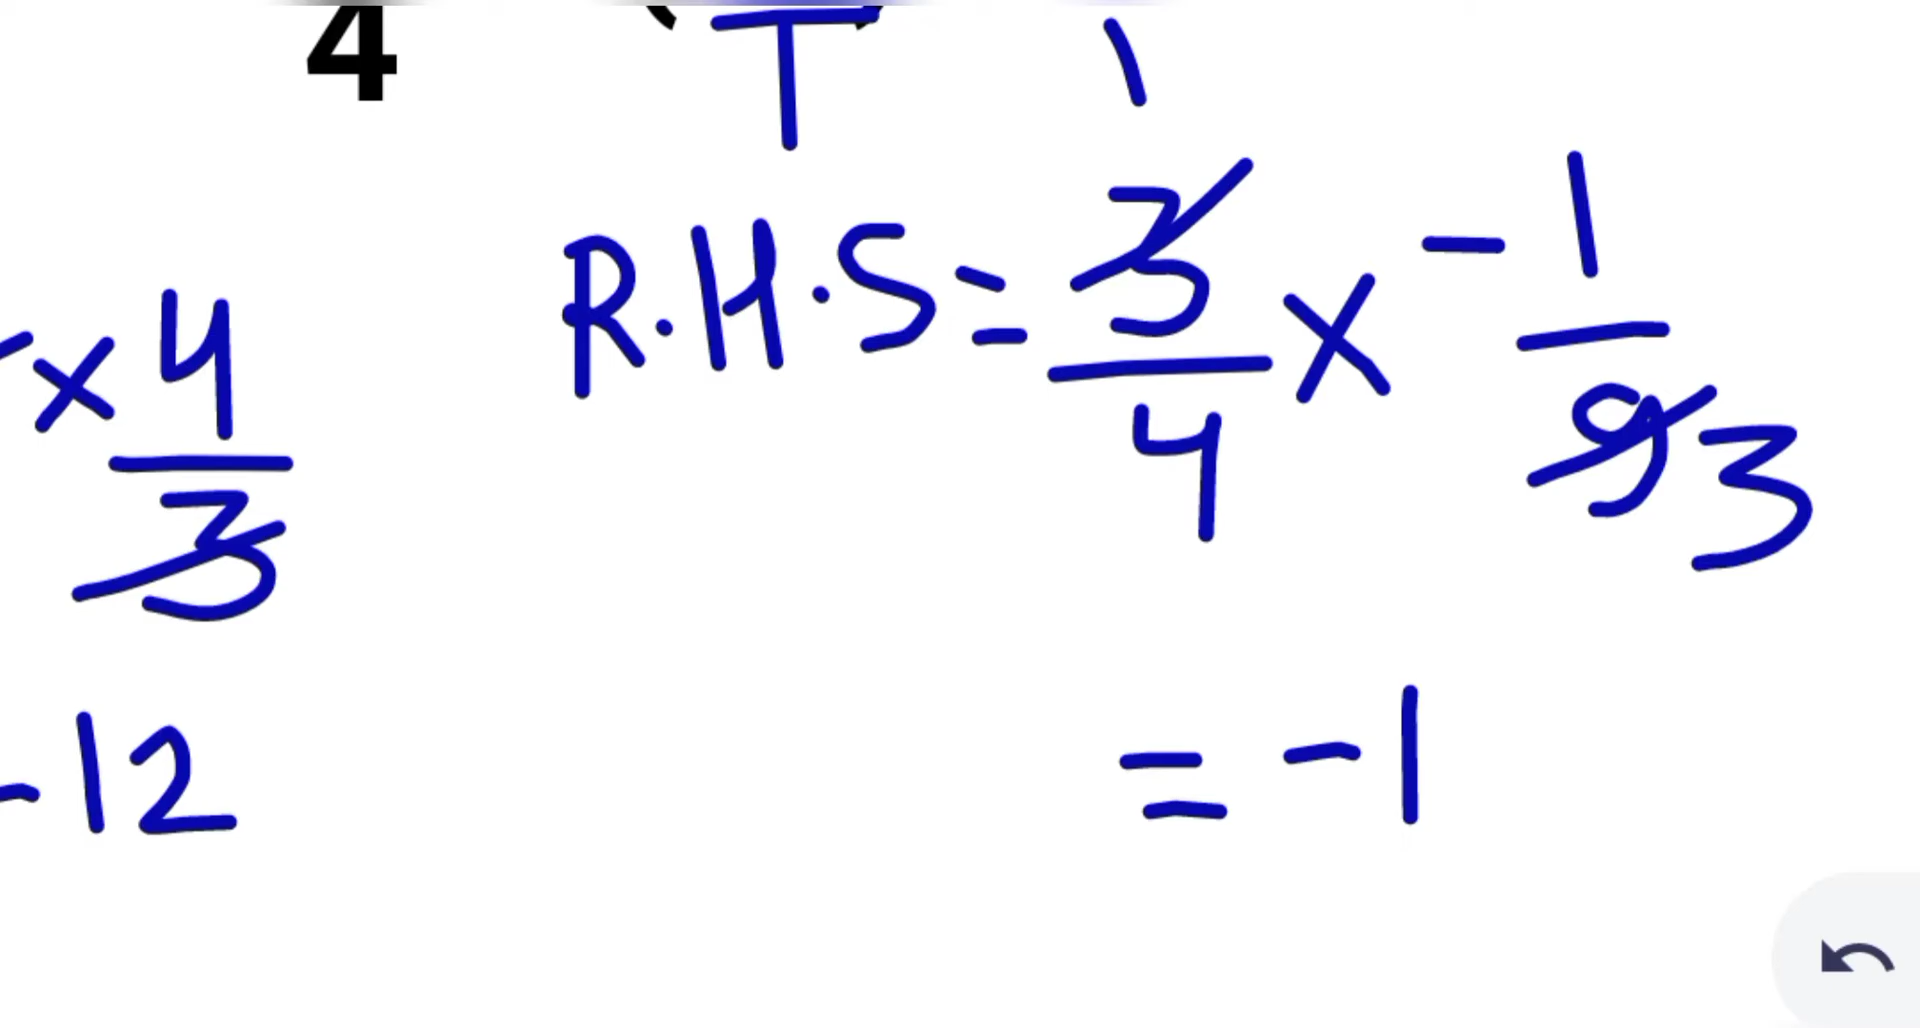 4
R.H.S = 3/4 × -1/9 3
× 4/3
-12
= -1